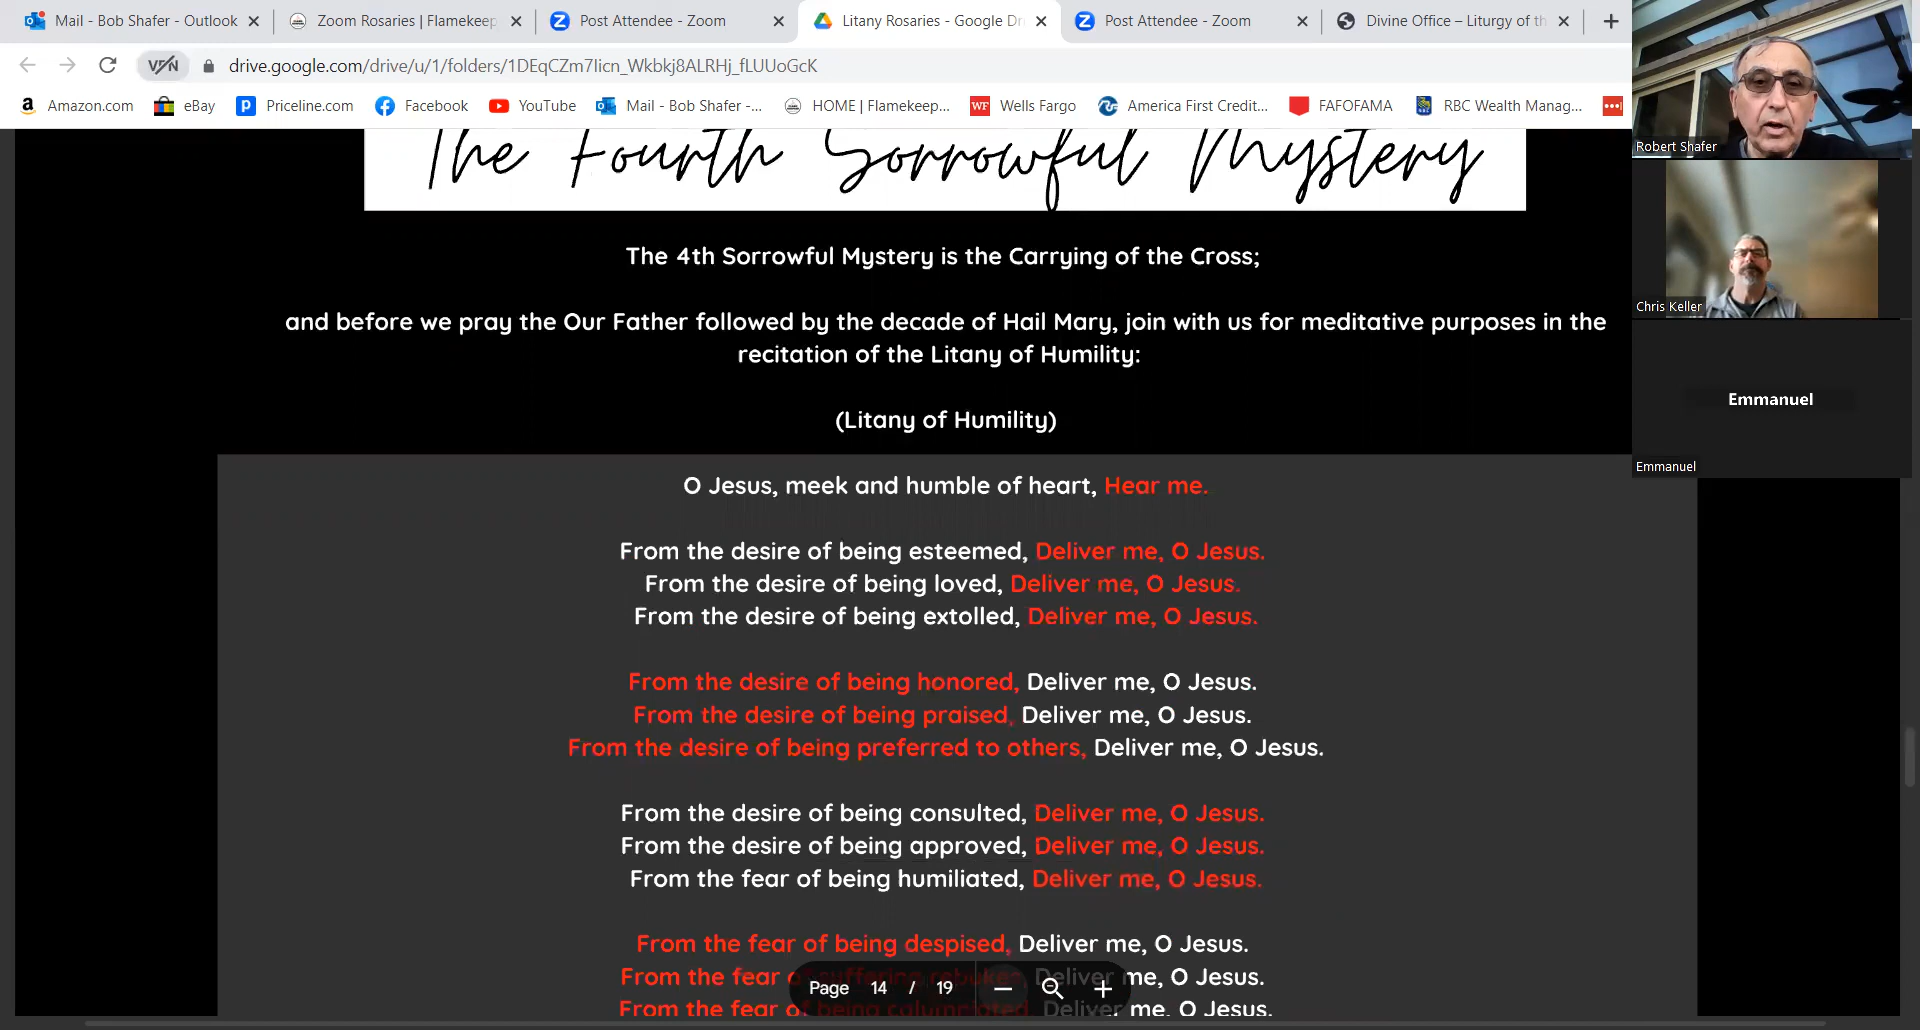 Mail - Bob Shafer - Outlook
Zoom Rosaries | Flamekeep
Post Attendee - Zoom
Litany Rosaries - Google Dr
Post Attendee - Zoom
Divine Office – Liturgy of th
VPN
drive.google.com/drive/u/1/folders/1DEqCZm7Iicn_Wkbkj8ALRHj_fLUUoGcK
Amazon.com
eBay
Priceline.com
Facebook
YouTube
Mail - Bob Shafer -...
HOME | Flamekeep...
WF Wells Fargo
America First Credit...
FAFOFAMA
RBC Wealth Manag...
Robert Shafer
Chris Keller
Emmanuel
Emmanuel
The Fourth Sorrowful Mystery
The 4th Sorrowful Mystery is the Carrying of the Cross;
and before we pray the Our Father followed by the decade of Hail Mary, join with us for meditative purposes in the
recitation of the Litany of Humility:
(Litany of Humility)
O Jesus, meek and humble of heart, Hear me.
From the desire of being esteemed, Deliver me, O Jesus.
From the desire of being loved, Deliver me, O Jesus.
From the desire of being extolled, Deliver me, O Jesus.
From the desire of being honored, Deliver me, O Jesus.
From the desire of being praised, Deliver me, O Jesus.
From the desire of being preferred to others, Deliver me, O Jesus.
From the desire of being consulted, Deliver me, O Jesus.
From the desire of being approved, Deliver me, O Jesus.
From the fear of being humiliated, Deliver me, O Jesus.
From the fear of being despised, Deliver me, O Jesus.
From the fear of suffering rebukes, Deliver me, O Jesus.
From the fear of being calumniated, Deliver me, O Jesus.
Page 14 / 19